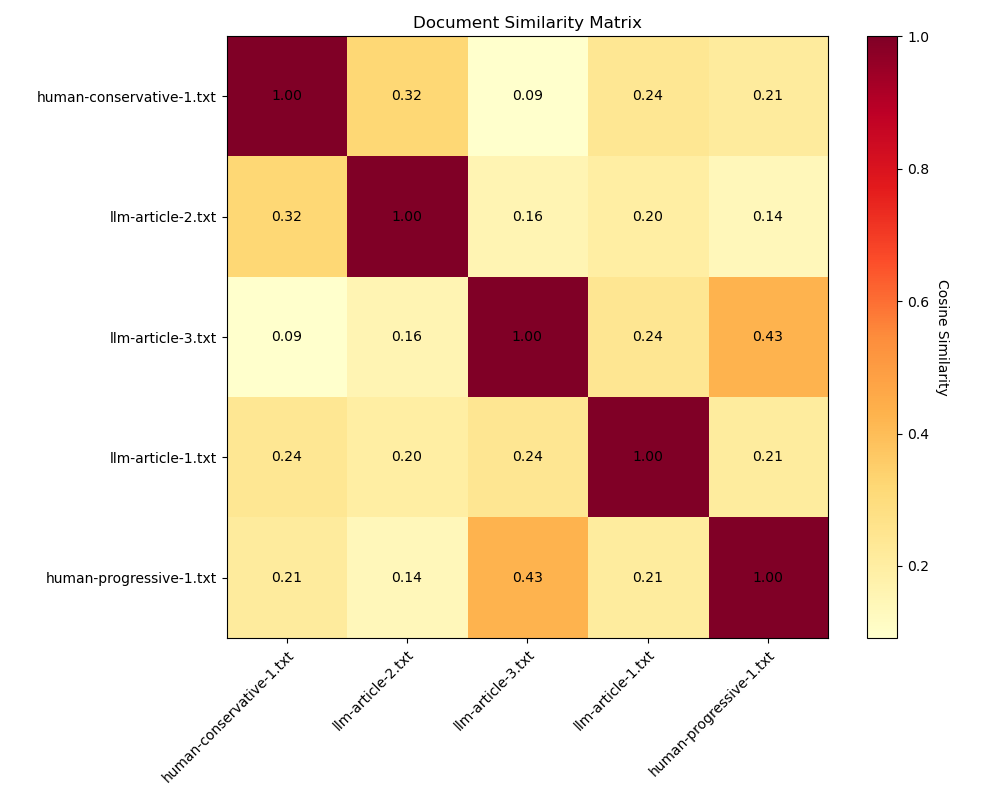 Document Similarity Matrix
human-conservative-1.txt 1.00 0.32 0.09 0.24 0.21
llm-article-2.txt 0.32 1.00 0.16 0.20 0.14
llm-article-3.txt 0.09 0.16 1.00 0.24 0.43
llm-article-1.txt 0.24 0.20 0.24 1.00 0.21
human-progressive-1.txt 0.21 0.14 0.43 0.21 1.00
human-conservative-1.txt
llm-article-2.txt
llm-article-3.txt
llm-article-1.txt
human-progressive-1.txt
1.0
0.8
0.6
0.4
0.2
Cosine Similarity